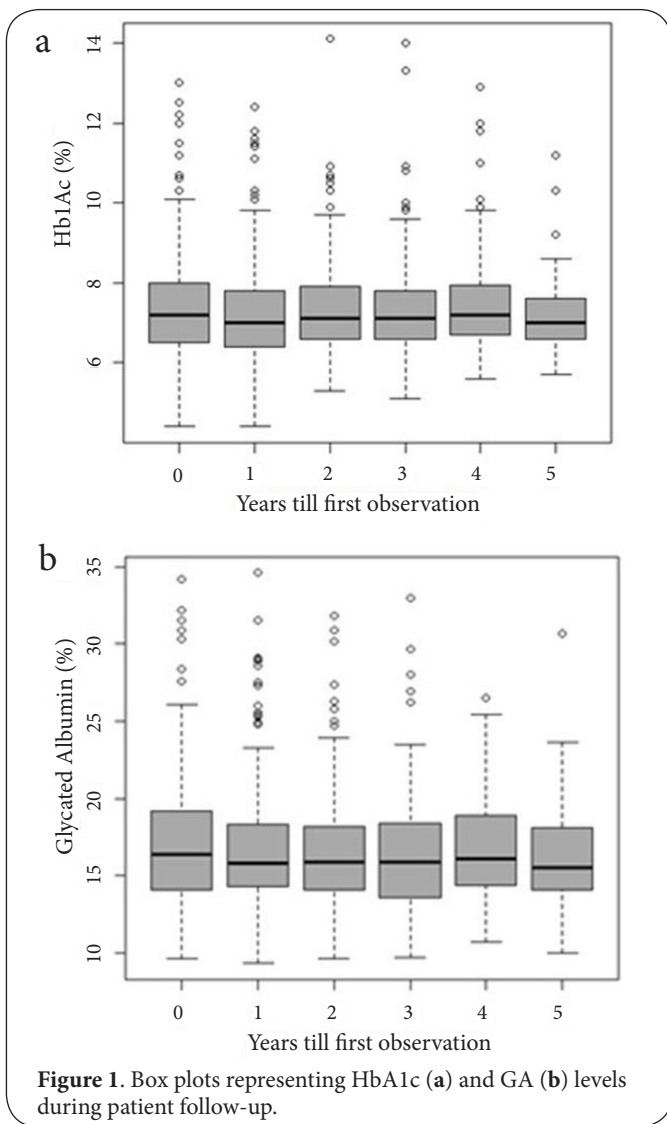 a
Hb1Ac (%)
14
12
10
8
6
0 1 2 3 4 5
Years till first observation
b
Glycated Albumin (%)
35
30
25
20
15
10
0 1 2 3 4 5
Years till first observation
Figure 1. Box plots representing HbA1c (a) and GA (b) levels
during patient follow-up.